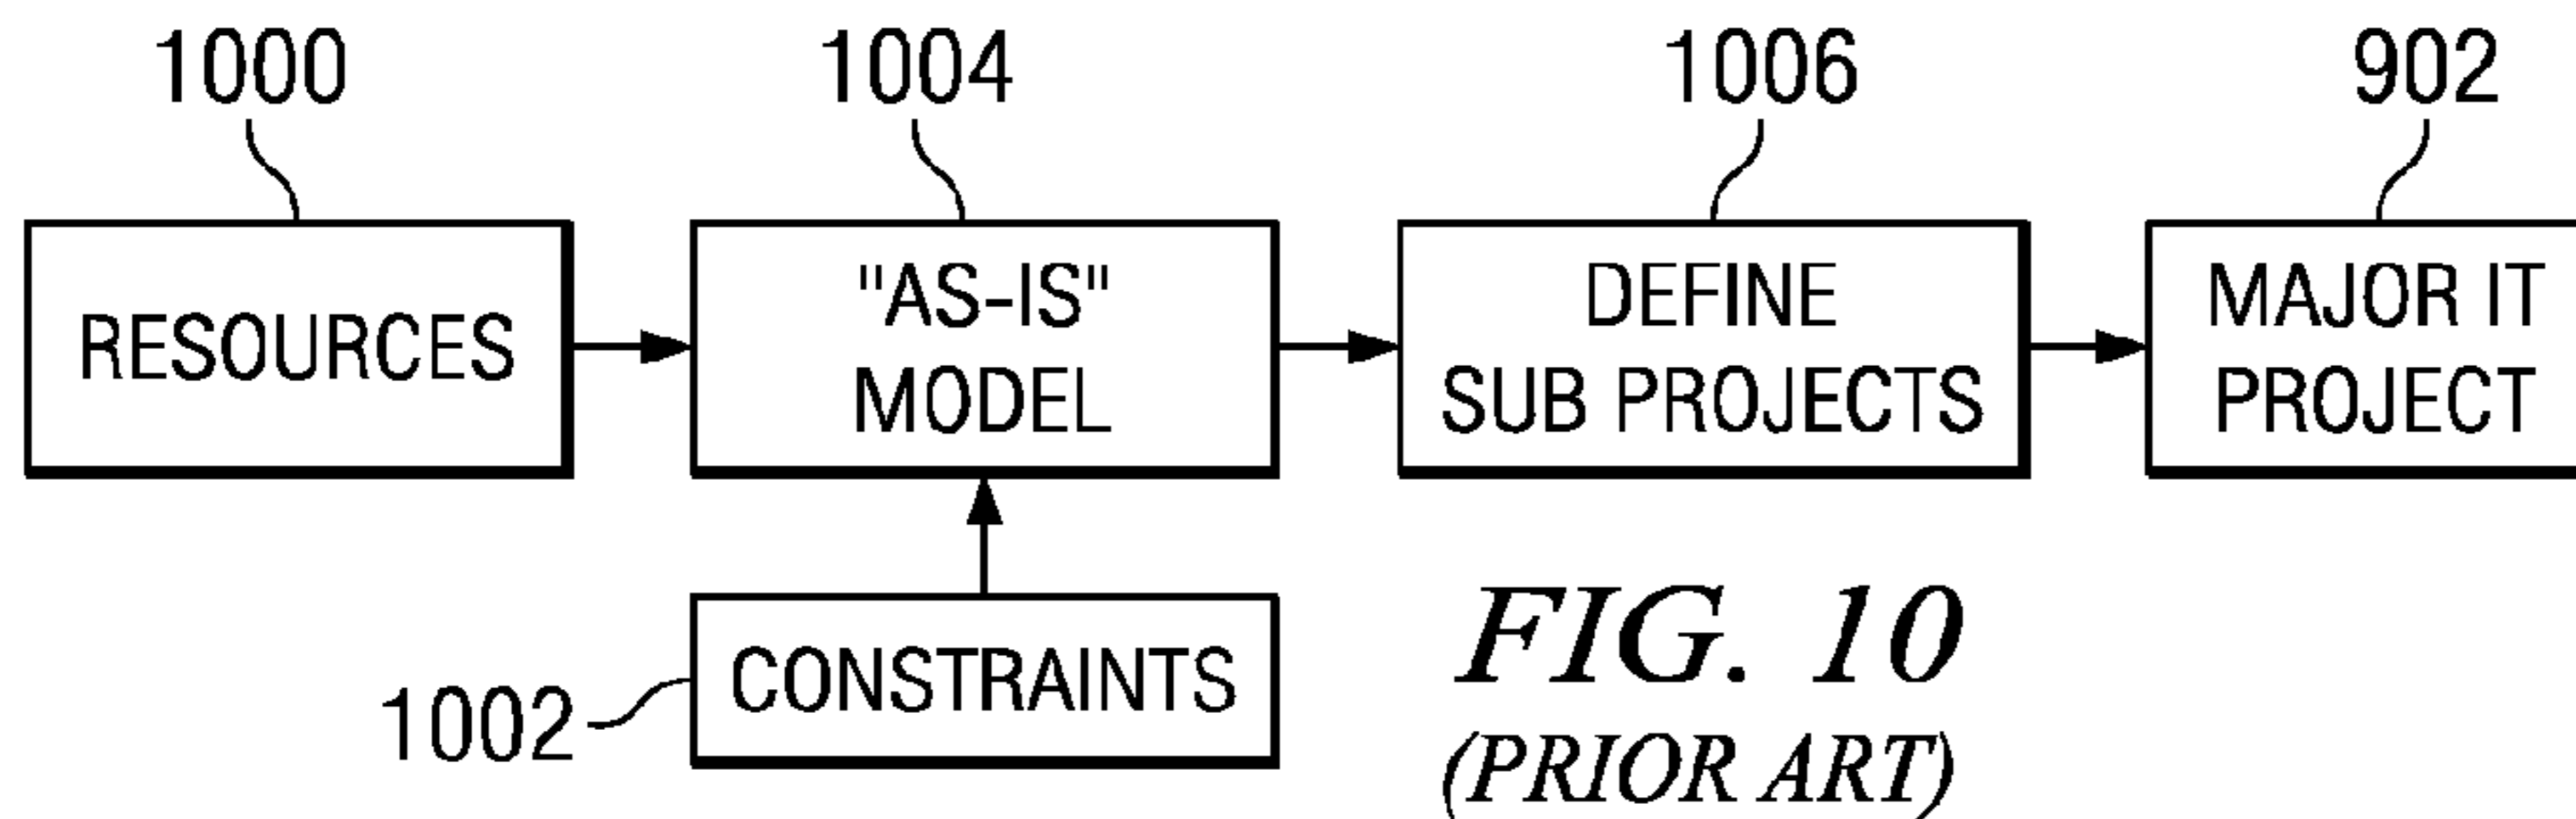 1000
1004
1006
902
RESOURCES
"AS-IS"
MODEL
DEFINE
SUB PROJECTS
MAJOR IT
PROJECT
CONSTRAINTS
1002
FIG. 10
(PRIOR ART)